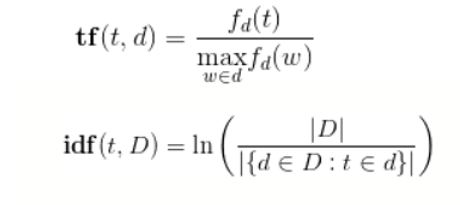 tf(t, d) = f_d(t) / max_{w∈d} f_d(w)
idf(t, D) = ln(|D| / |{d ∈ D : t ∈ d}|)